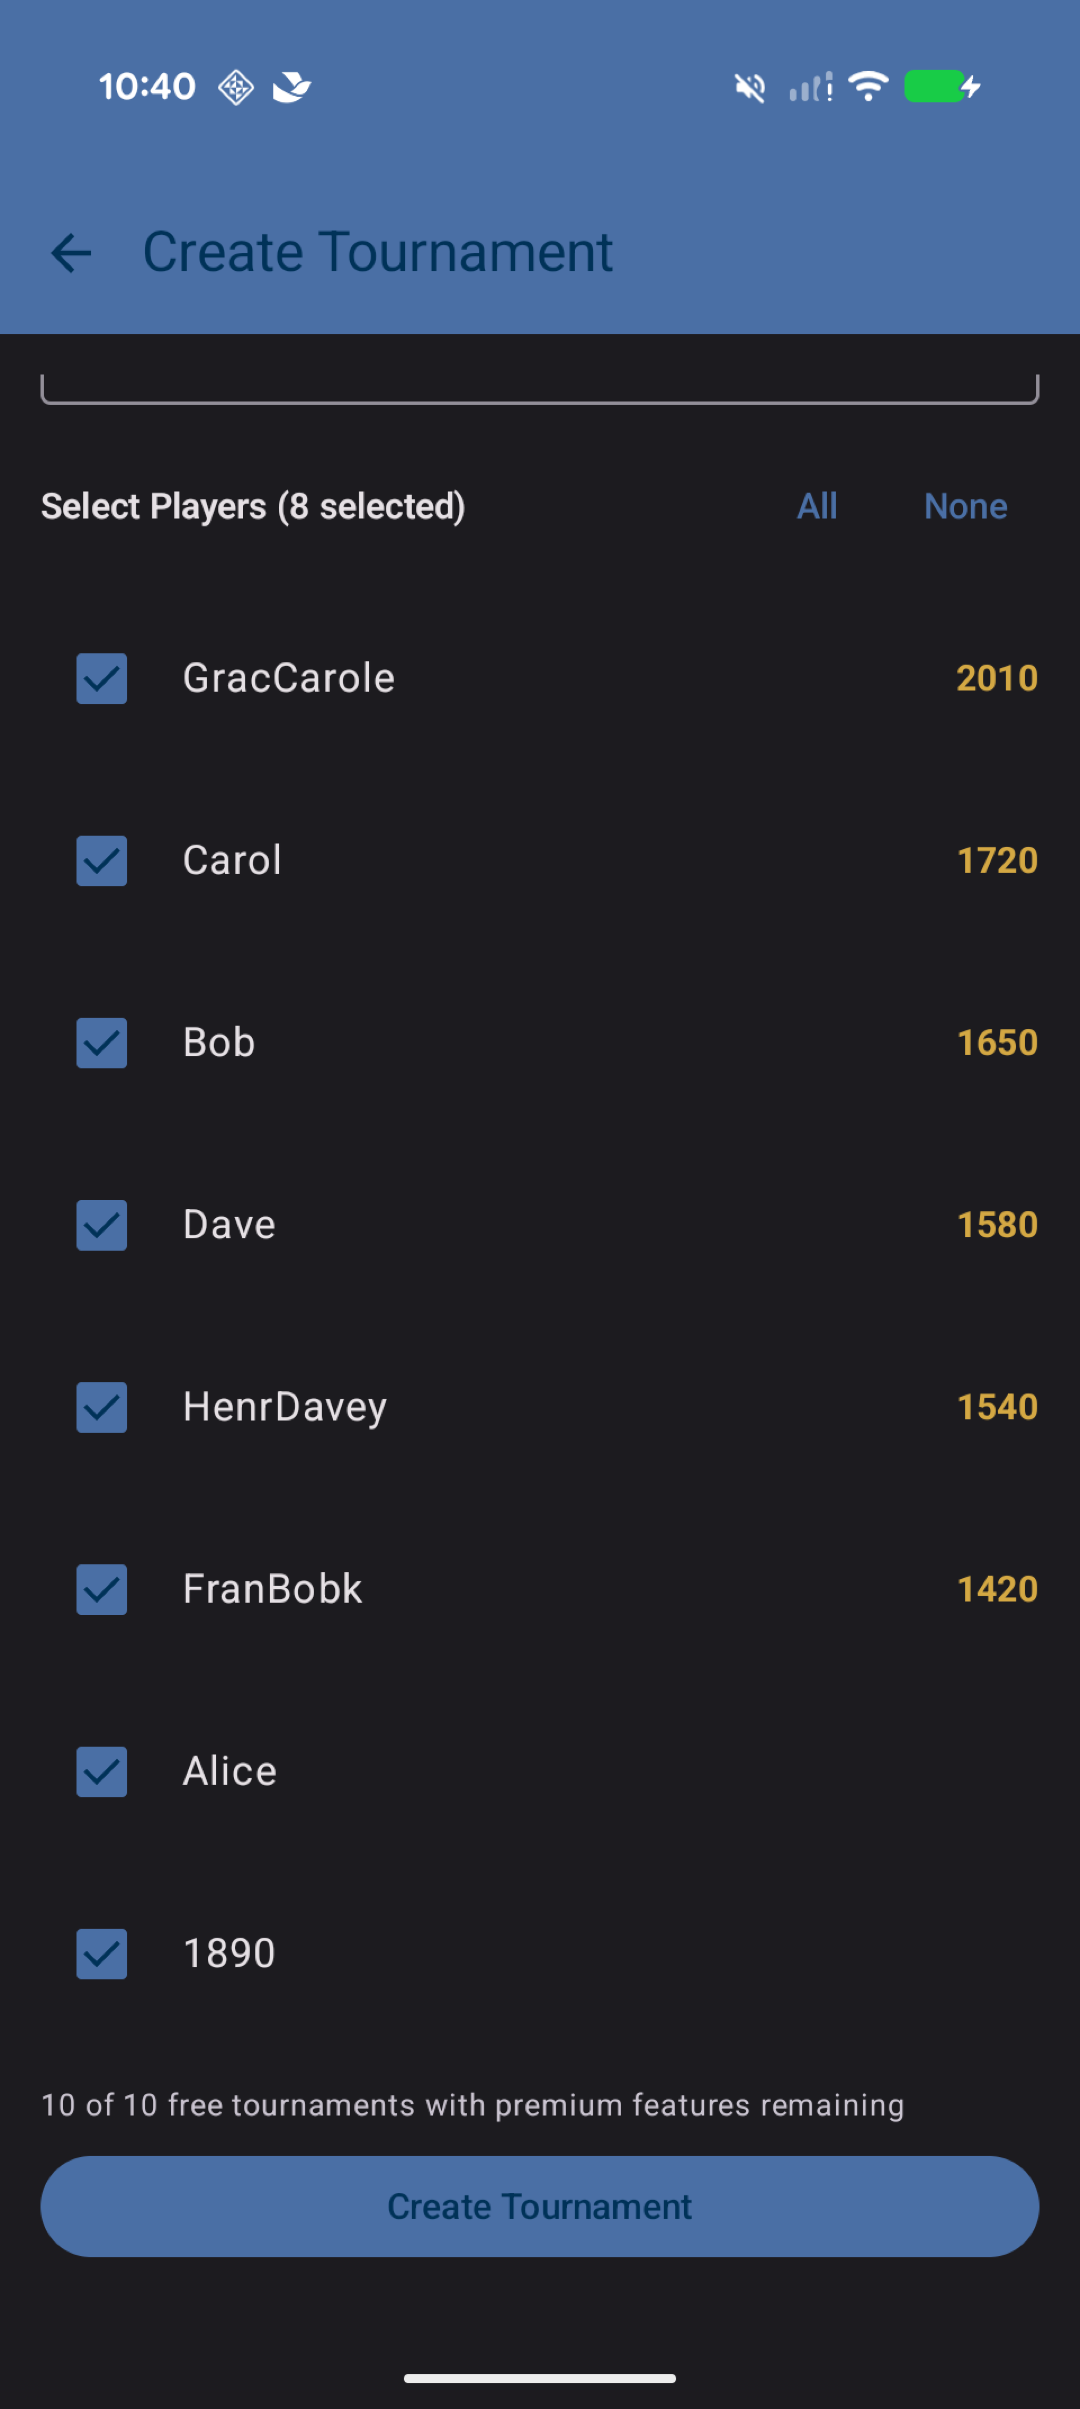 10:40
Create Tournament
Select Players (8 selected) All None
GracCarole 2010
Carol 1720
Bob 1650
Dave 1580
HenrDavey 1540
FranBobk 1420
Alice
1890
10 of 10 free tournaments with premium features remaining
Create Tournament